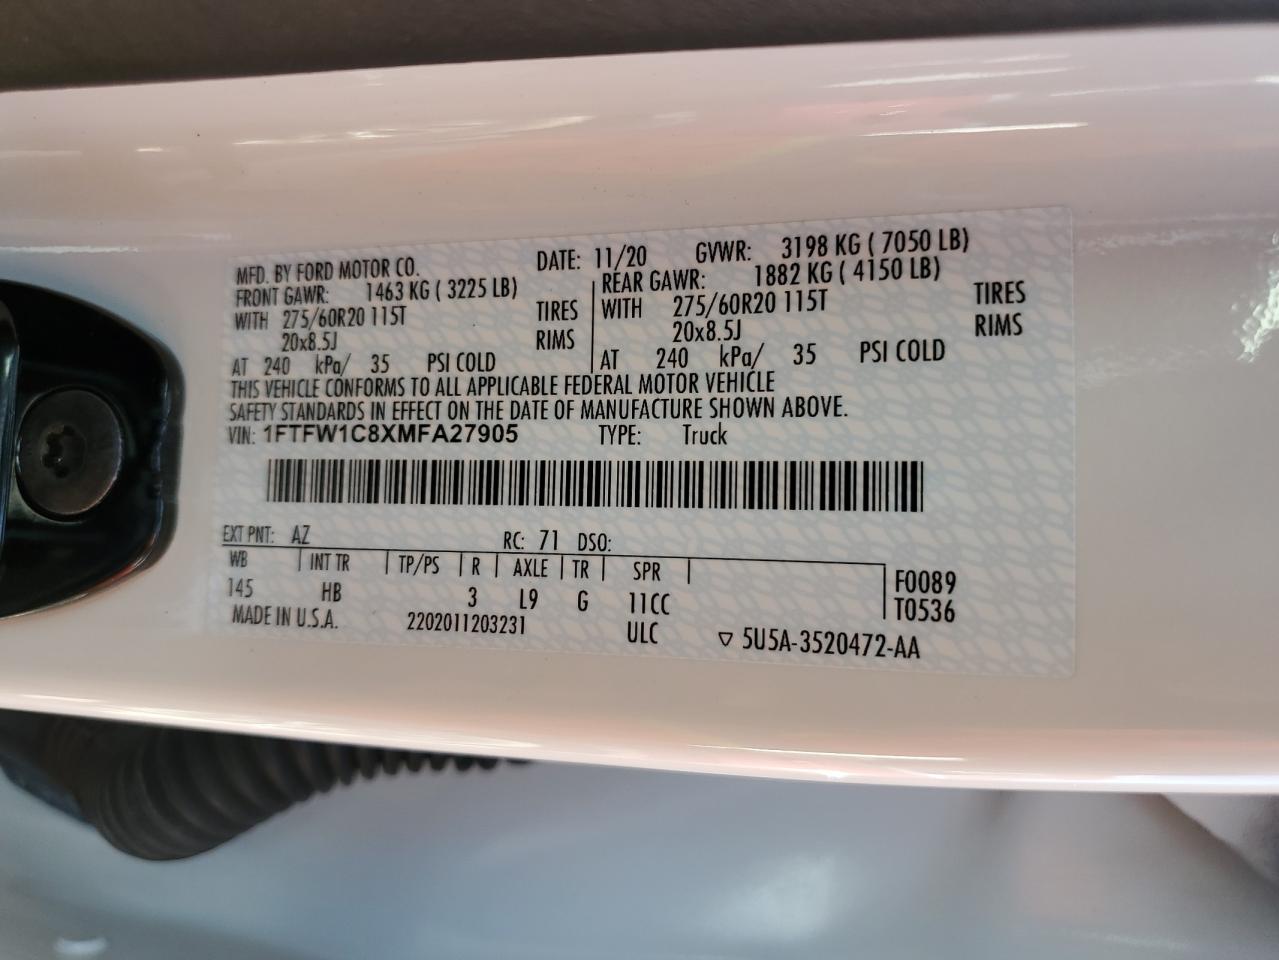 MFD. BY FORD MOTOR CO. DATE: 11/20 GVWR: 3198 KG ( 7050 LB)
FRONT GAWR: 1463 KG ( 3225 LB) REAR GAWR: 1882 KG ( 4150 LB)
WITH 275/60R20 115T TIRES WITH 275/60R20 115T TIRES
20x8.5J RIMS 20x8.5J RIMS
AT 240 kPa/ 35 PSI COLD AT 240 kPa/ 35 PSI COLD
THIS VEHICLE CONFORMS TO ALL APPLICABLE FEDERAL MOTOR VEHICLE
SAFETY STANDARDS IN EFFECT ON THE DATE OF MANUFACTURE SHOWN ABOVE.
VIN: 1FTFW1C8XMFA27905 TYPE: Truck
EXT PNT: AZ RC: 71 DSO:
WB INT TR TP/PS R AXLE TR SPR F0089
145 HB 3 L9 G 11CC T0536
MADE IN U.S.A. 2202011203231 ULC ▽ 5U5A-3520472-AA